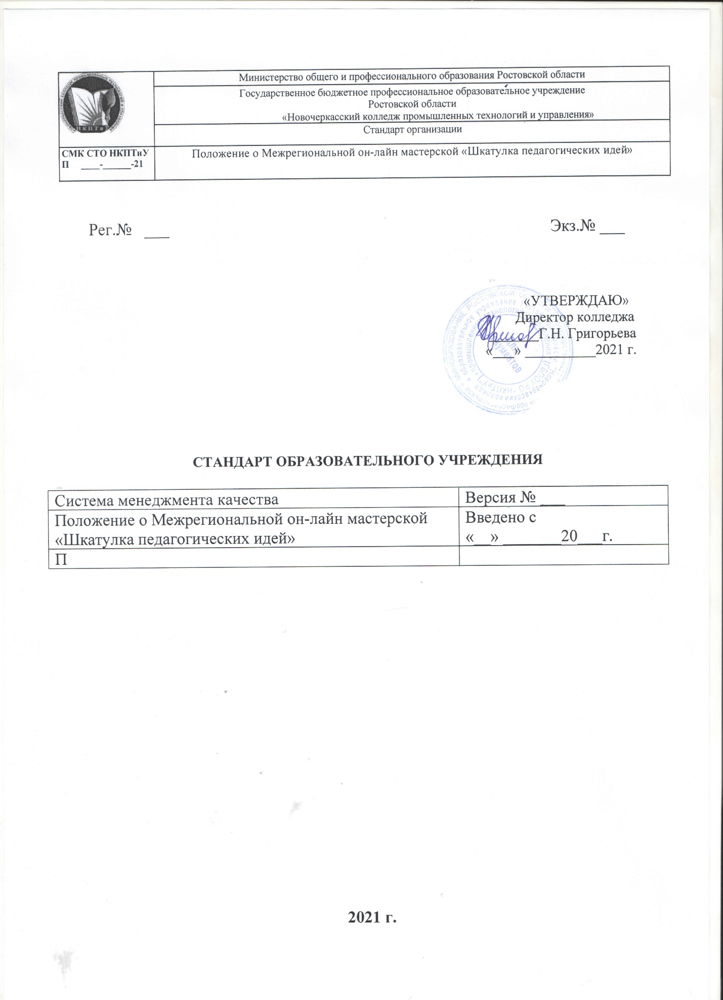 Министерство общего и профессионального образования Ростовской области
Государственное бюджетное профессиональное образовательное учреждение
Ростовской области
«Новочеркасский колледж промышленных технологий и управления»
Стандарт организации
СМК СТО НКПТиУ
П ____-______-21
Положение о Межрегиональной он-лайн мастерской «Шкатулка педагогических идей»
Рег.№ ___
Экз.№ ___
«УТВЕРЖДАЮ»
Директор колледжа
_______Г.Н. Григорьева
«___» __________2021 г.
СТАНДАРТ ОБРАЗОВАТЕЛЬНОГО УЧРЕЖДЕНИЯ
Система менеджмента качества
Версия № ___
Положение о Межрегиональной он-лайн мастерской
«Шкатулка педагогических идей»
Введено с
«__» _______20___г.
П
2021 г.